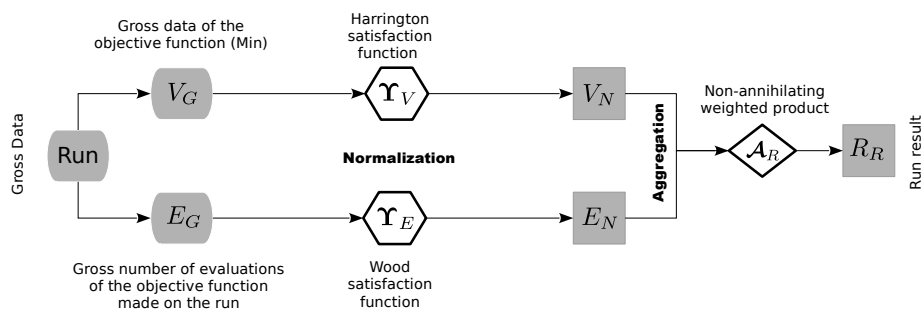 Gross data of the
objective function (Min)
Harrington
satisfaction
function
V_G
ϒ_V
V_N
Non-annihilating
weighted product
Gross Data
Run
Normalization
Aggregation
𝓐_R
R_R
Run result
E_G
ϒ_E
E_N
Gross number of evaluations
of the objective function
made on the run
Wood
satisfaction
function